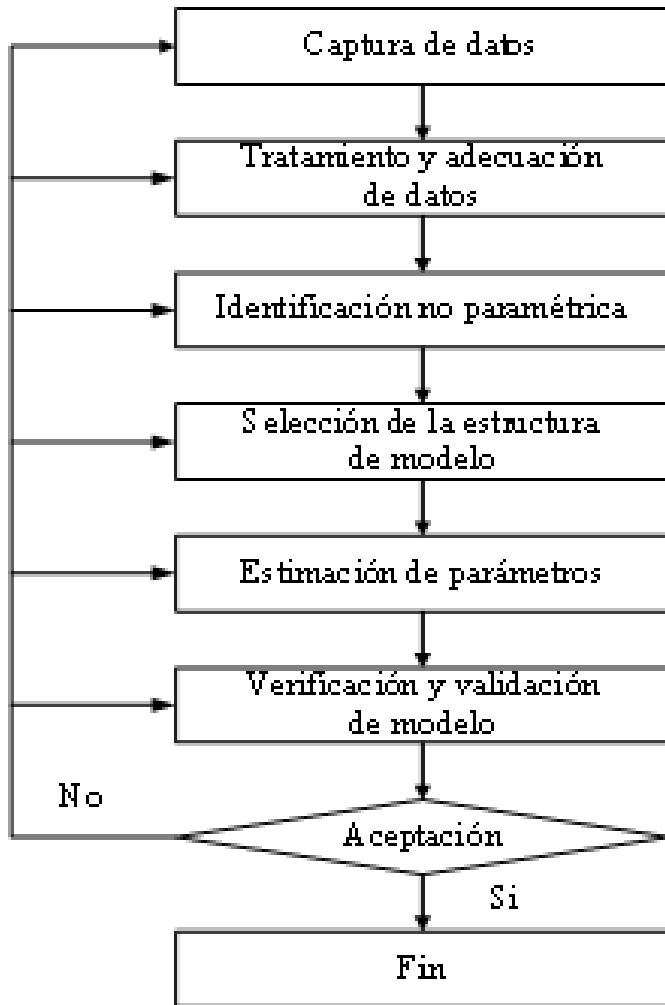 Captura de datos
Tratamiento y adecuación
de datos
Identificación no paramétrica
Selección de la estructura
de modelo
Estimación de parámetros
Verificación y validación
de modelo
No
Aceptación
Si
Fin